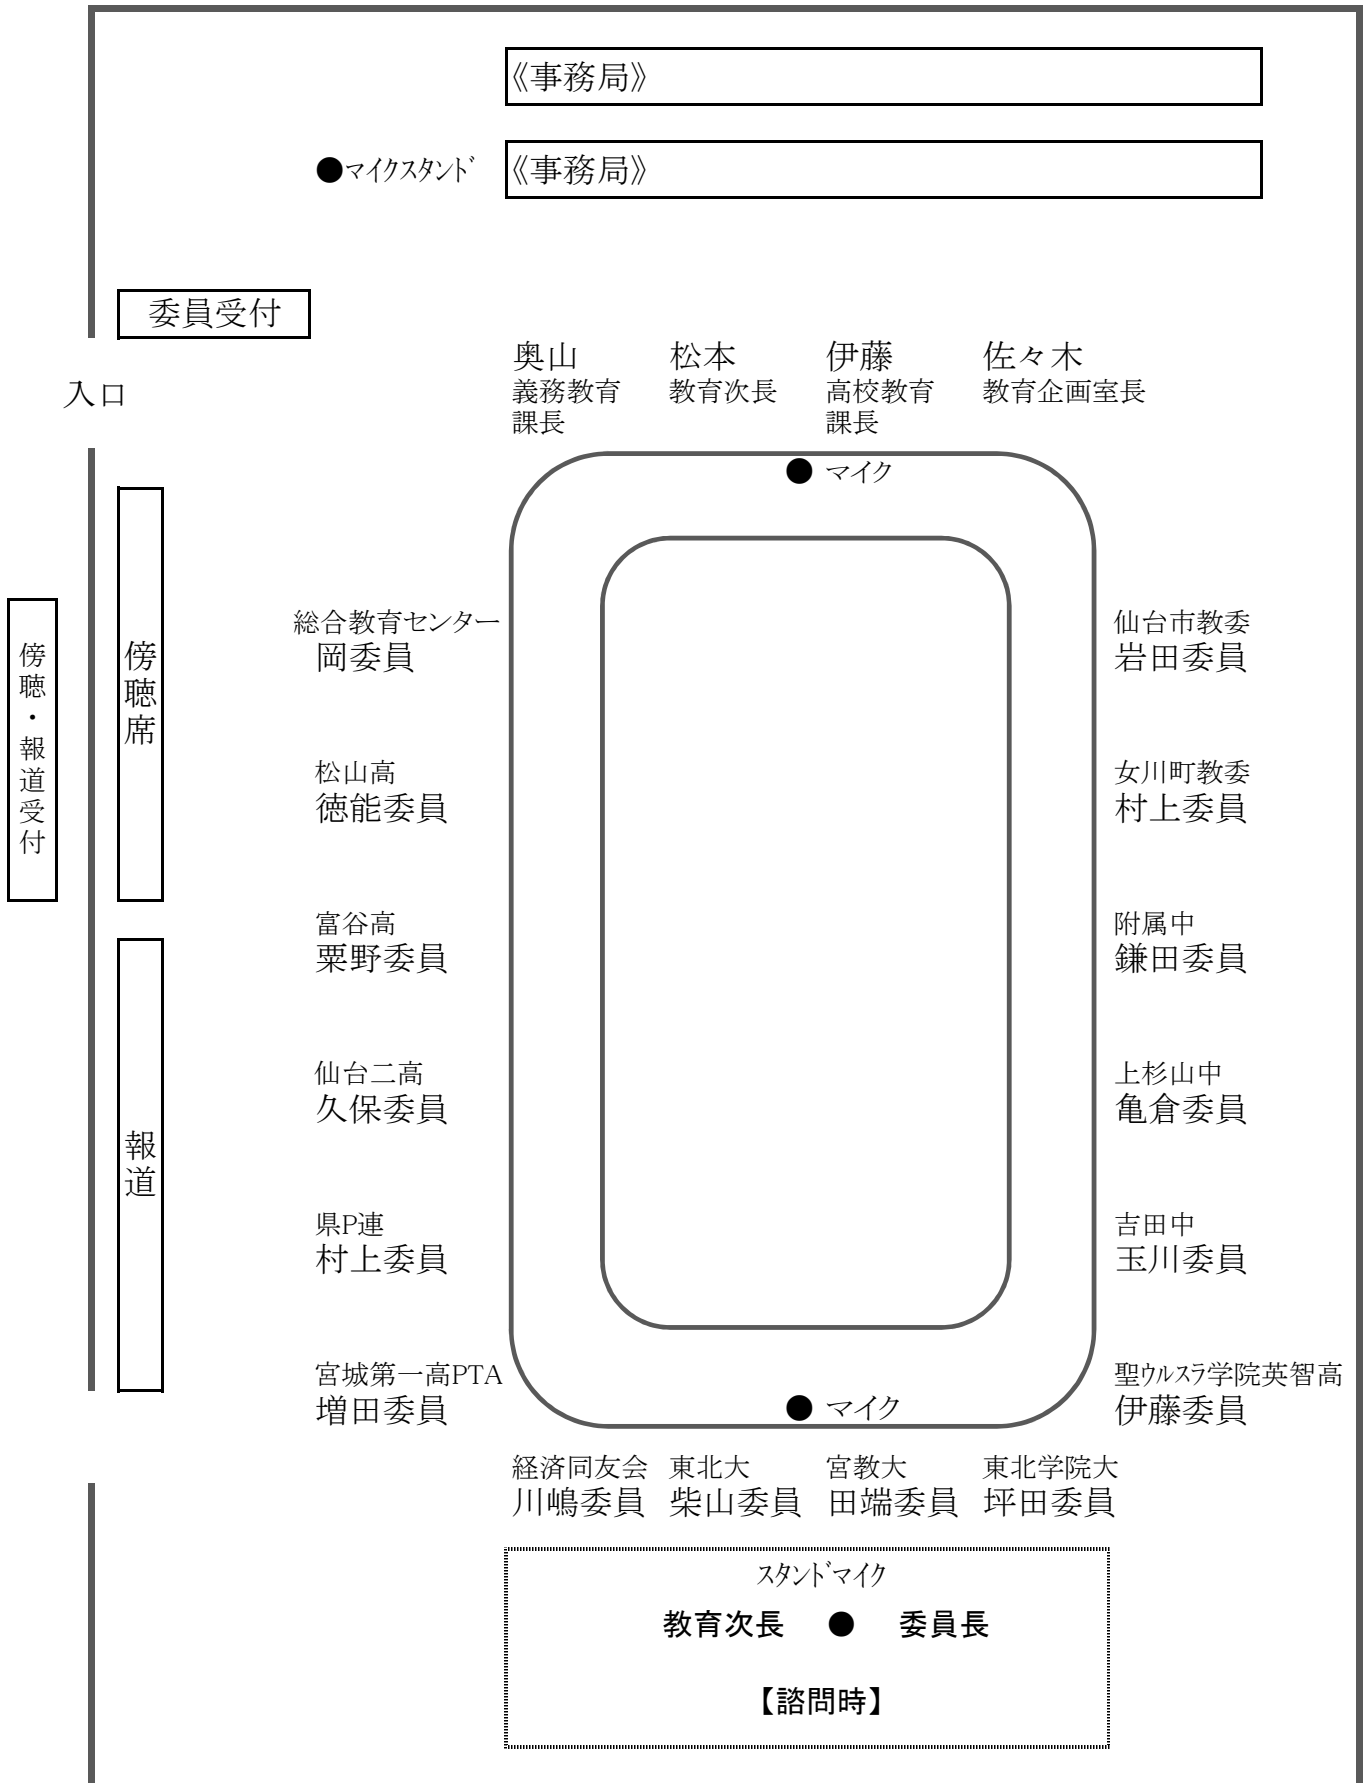 《事務局》
●マイクスタンド 《事務局》
委員受付
入口
奥山
義務教育
課長
松本
教育次長
伊藤
高校教育
課長
佐々木
教育企画室長
● マイク
傍聴・報道受付
傍聴席
報道
総合教育センター
岡委員
松山高
徳能委員
富谷高
粟野委員
仙台二高
久保委員
県P連
村上委員
宮城第一高PTA
増田委員
仙台市教委
岩田委員
女川町教委
村上委員
附属中
鎌田委員
上杉山中
亀倉委員
吉田中
玉川委員
聖ウルスラ学院英智高
伊藤委員
● マイク
経済同友会
川嶋委員
東北大
柴山委員
宮教大
田端委員
東北学院大
坪田委員
スタンドマイク
教育次長 ● 委員長
【諮問時】